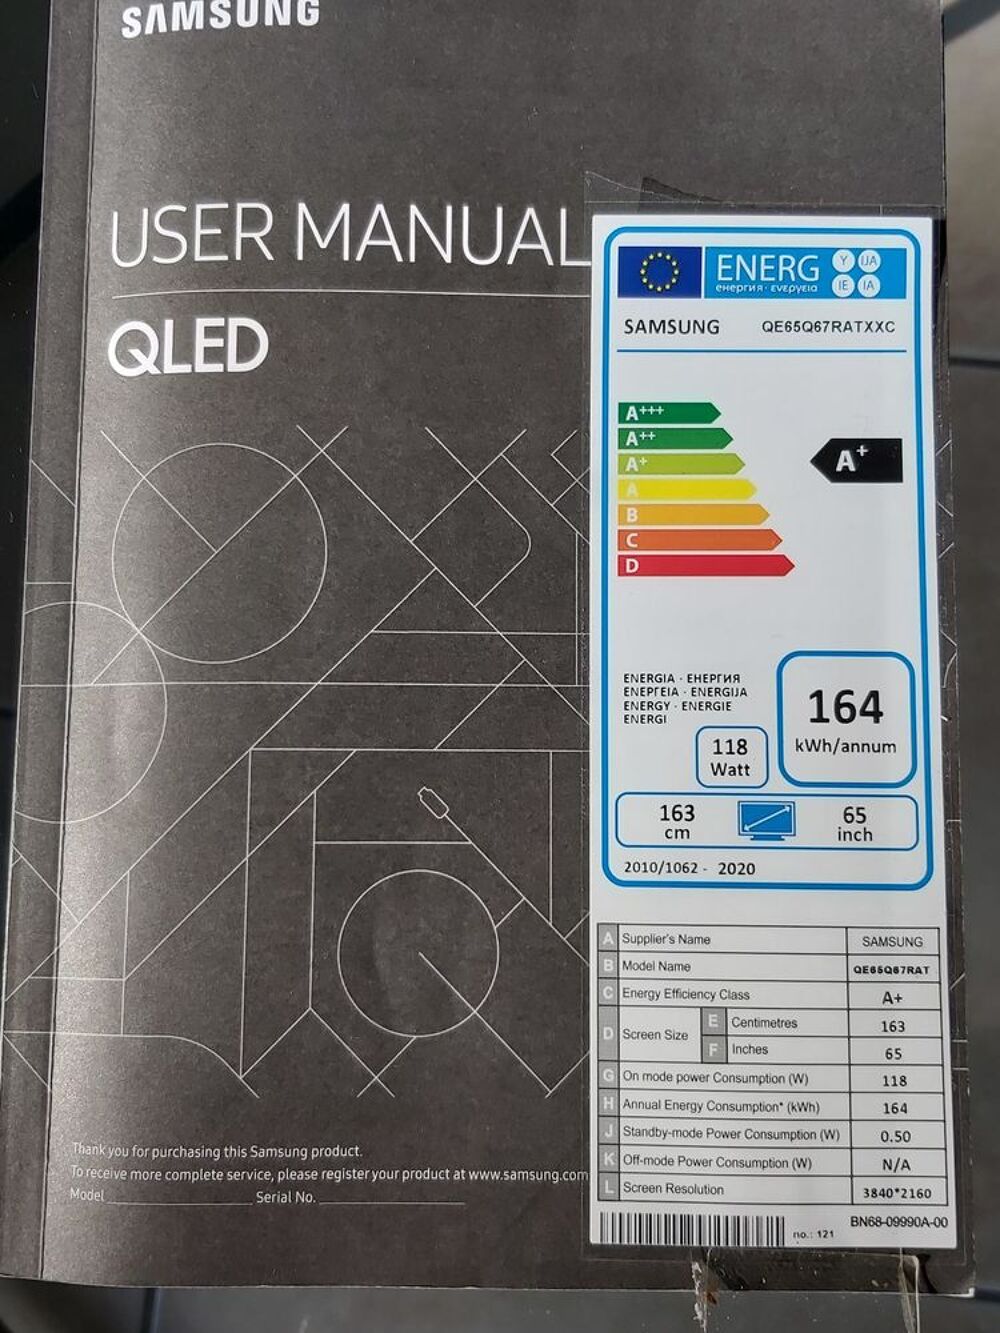 SAMSUNG
USER MANUAL
QLED
Thank you for purchasing this Samsung product.
To receive more complete service, please register your product at www.samsung.com
Model Serial No.
ENERG Y IJA
енергия · ενεργεια IE IA
SAMSUNG QE65Q67RATXXC
A+++
A++
A+
A
B
C
D
A+
ENERGIA · ЕНЕРГИЯ
ΕΝΕΡΓΕΙΑ · ENERGIJA
ENERGY · ENERGIE
ENERGI
164
kWh/annum
118
Watt
163
cm
65
inch
2010/1062 - 2020
A Supplier's Name SAMSUNG
B Model Name QE65Q67RAT
C Energy Efficiency Class A+
D Screen Size E Centimetres 163
F Inches 65
G On mode power Consumption (W) 118
H Annual Energy Consumption* (kWh) 164
J Standby-mode Power Consumption (W) 0.50
K Off-mode Power Consumption (W) N/A
L Screen Resolution 3840*2160
no.: 121 BN68-09990A-00